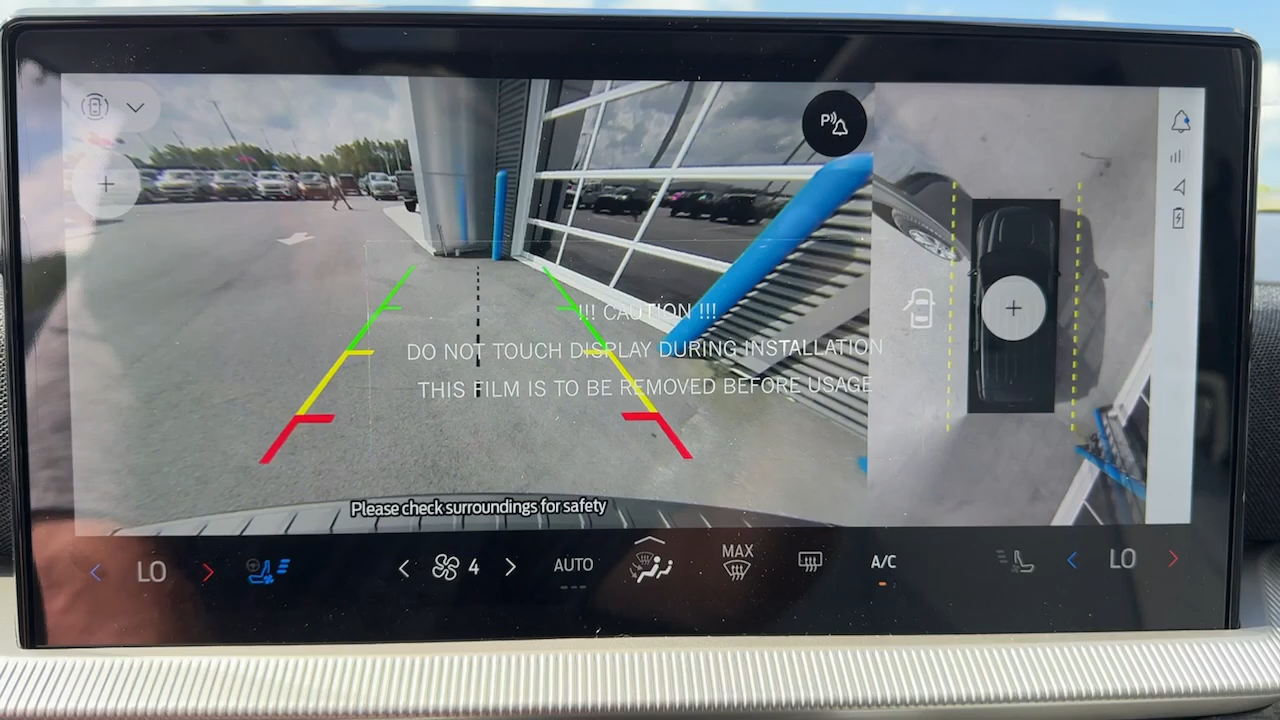 P
!!! CAUTION !!!
DO NOT TOUCH DISPLAY DURING INSTALLATION
THIS FILM IS TO BE REMOVED BEFORE USAGE
Please check surroundings for safety
LO
4
AUTO
MAX
A/C
LO